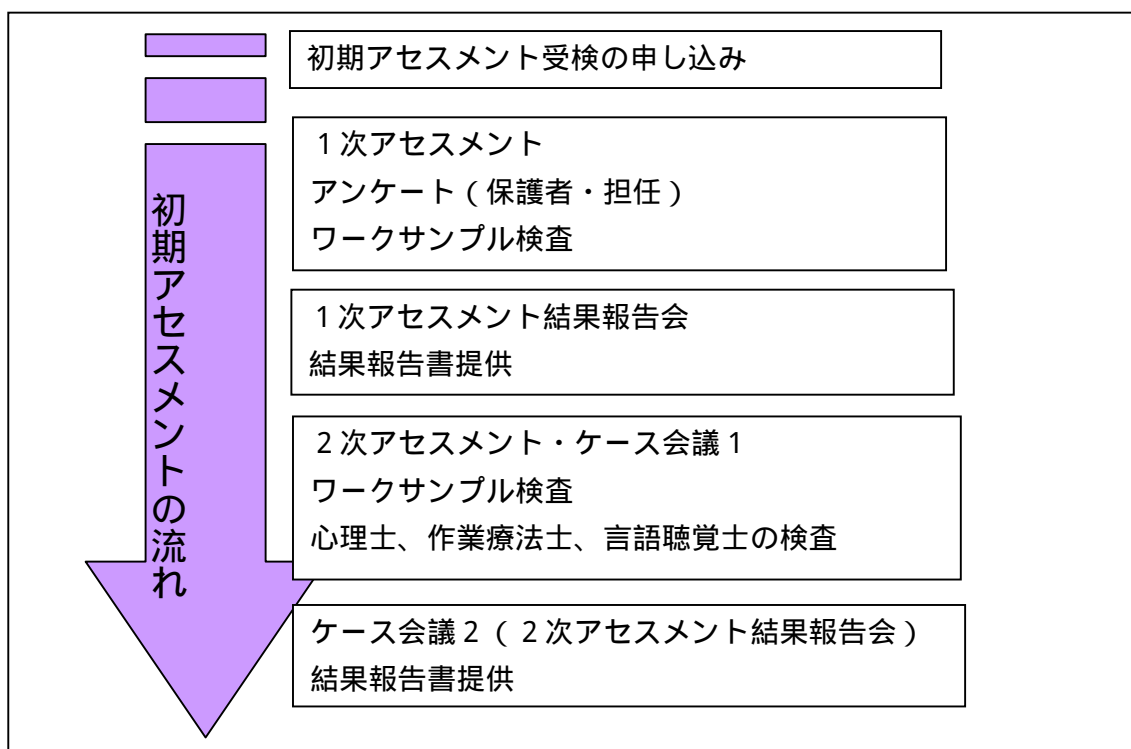 初期アセスメントの流れ
初期アセスメント受検の申し込み
1次アセスメント
アンケート(保護者・担任)
ワークサンプル検査
1次アセスメント結果報告会
結果報告書提供
2次アセスメント・ケース会議1
ワークサンプル検査
心理士、作業療法士、言語聴覚士の検査
ケース会議2(2次アセスメント結果報告会)
結果報告書提供